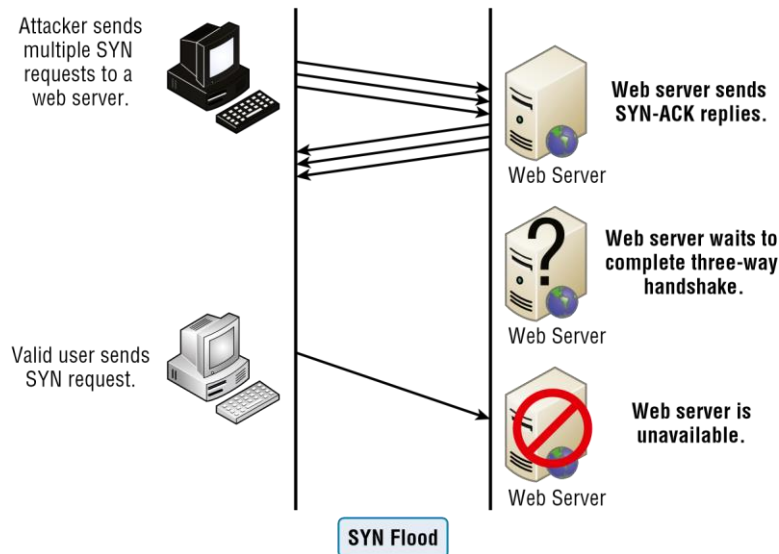 Attacker sends
multiple SYN
requests to a
web server.
Web server sends
SYN-ACK replies.
Web Server
?
Web server waits to
complete three-way
handshake.
Web Server
Valid user sends
SYN request.
Web server is
unavailable.
Web Server
SYN Flood